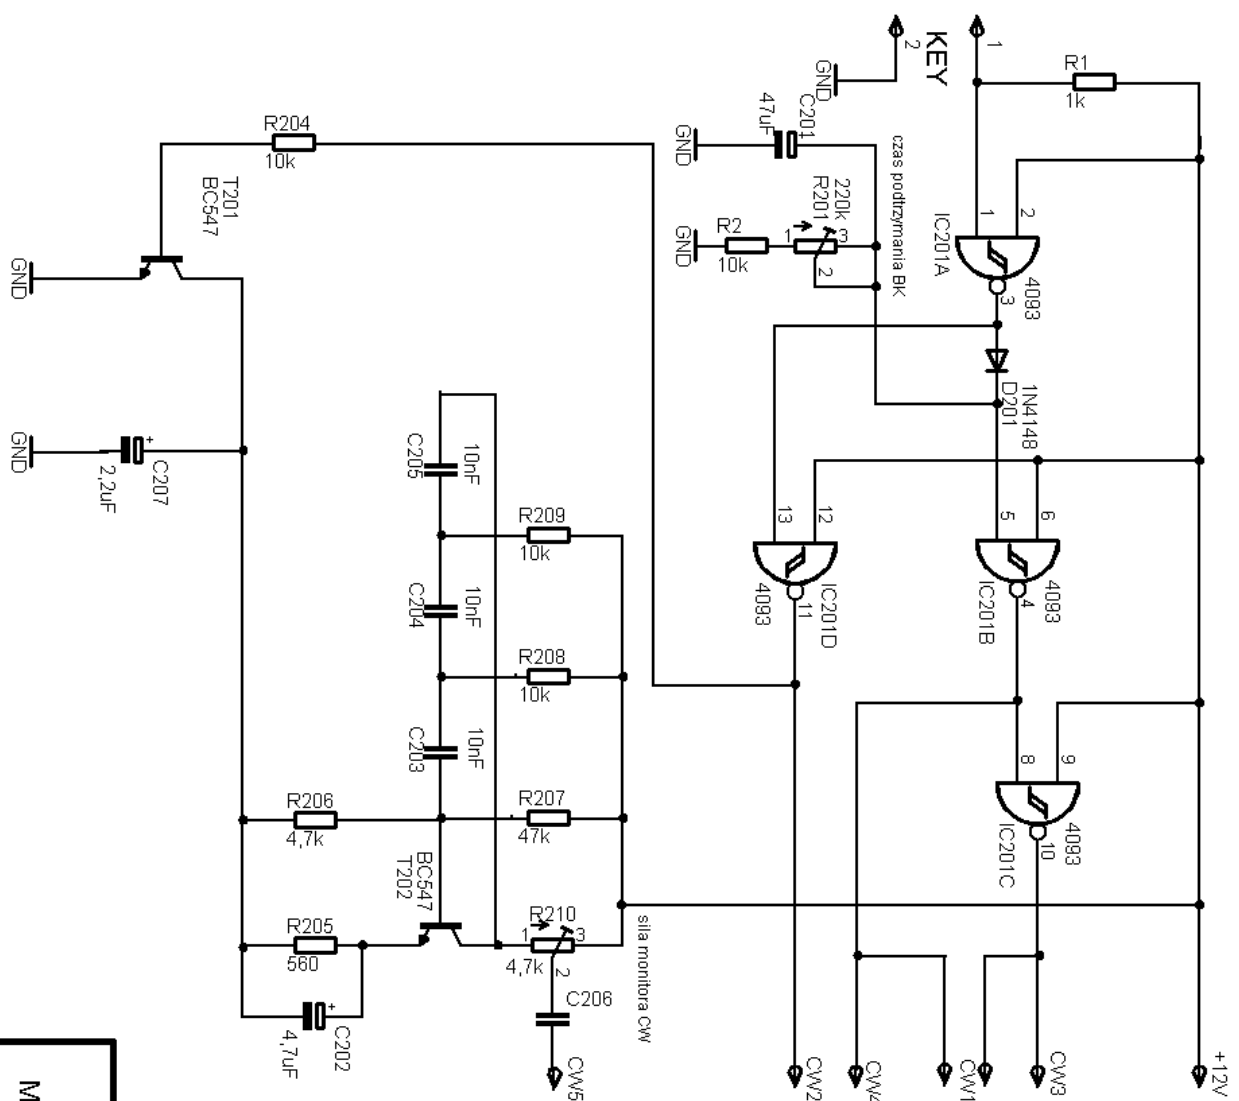 KEY
1
2
GND
R1
1k
C201
47uF
GND
czas podtrzymania BK
220k
R201
1
3
2
R2
10k
GND
R204
10k
T201
BC547
GND
1
2
IC201A
4093
3
1N4148
D201
C207
2,2uF
+
GND
10nF
C205
R209
10k
10nF
C204
R208
10k
10nF
C203
R207
47k
13
12
IC201D
4093
11
5
6
4093
IC201B
4
8
9
4093
IC201C
10
R206
4,7k
BC547
T202
R205
560
R210
1
3
4,7k
2
sila monitora CW
C206
+
C202
4,7uF
CW5
CW2
CW4
CW1
CW3
+12V
M